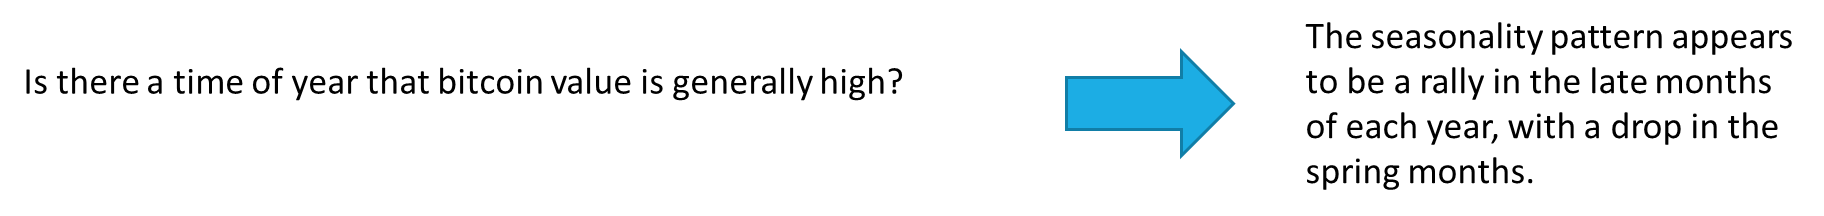 Is there a time of year that bitcoin value is generally high?
The seasonality pattern appears
to be a rally in the late months
of each year, with a drop in the
spring months.